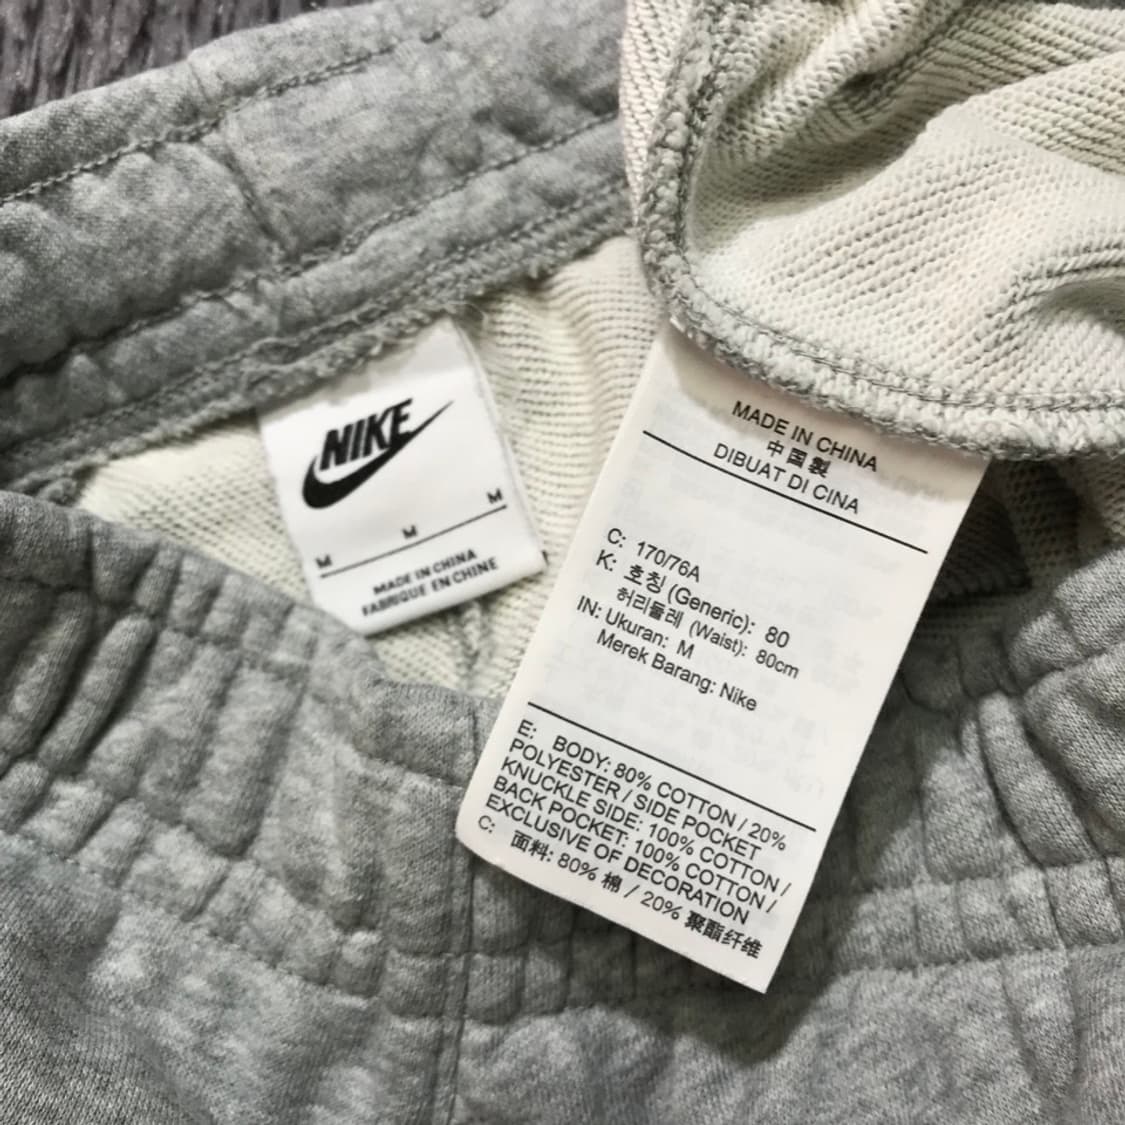 NIKE
M
M
M
MADE IN CHINA
FABRIQUE EN CHINE
MADE IN CHINA
中国製
DIBUAT DI CINA
C: 170/76A
K: 호칭 (Generic): 80
허리둘레 (Waist): 80cm
IN: Ukuran: M
Merek Barang: Nike
E: BODY: 80% COTTON / 20%
POLYESTER / SIDE POCKET
KNUCKLE SIDE: 100% COTTON /
BACK POCKET: 100% COTTON /
EXCLUSIVE OF DECORATION
C: 面料: 80% 棉 / 20% 聚酯纤维